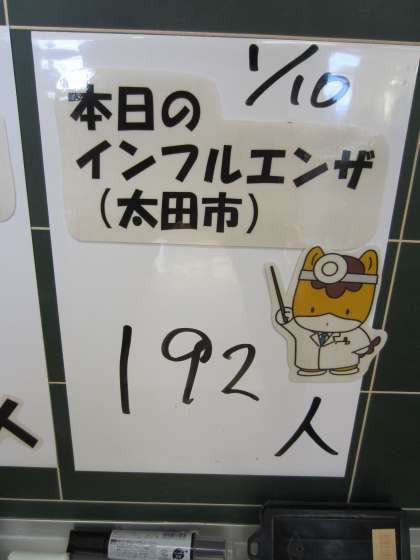 1/10
本日の
インフルエンザ
（太田市）
192
人